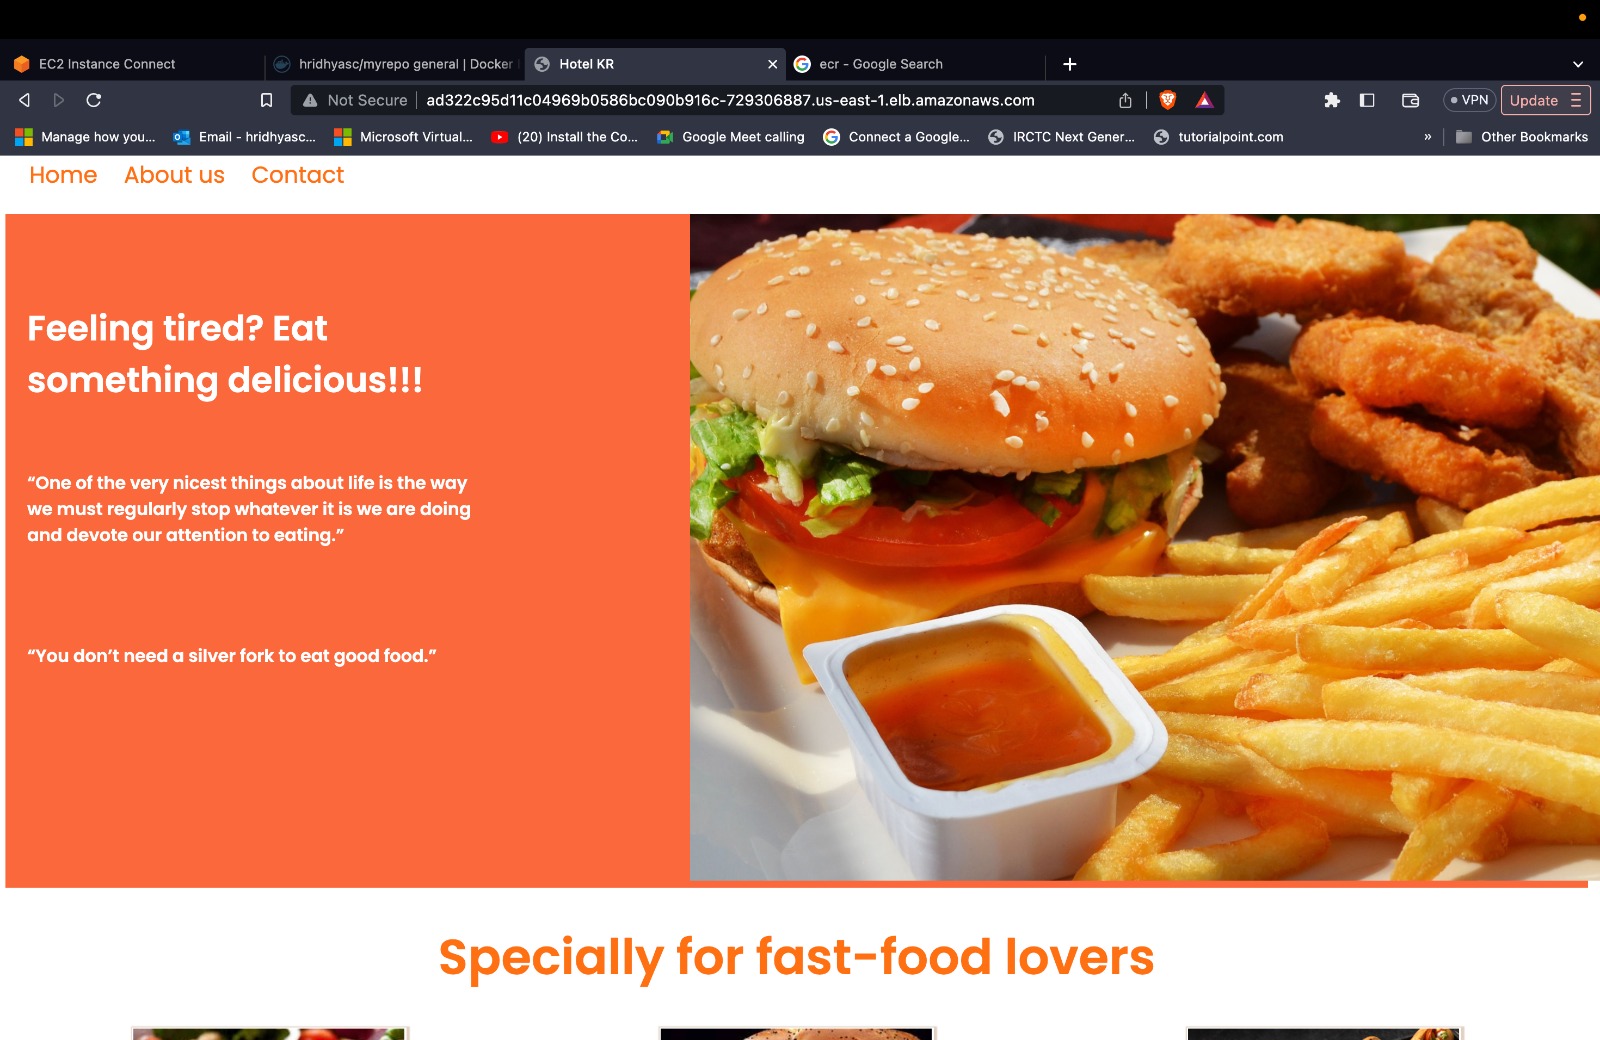 EC2 Instance Connect
hridhyasc/myrepo general | Docker
Hotel KR
ecr - Google Search
Not Secure
ad322c95d11c04969b0586bc090b916c-729306887.us-east-1.elb.amazonaws.com
VPN
Update
Manage how you...
Email - hridhyasc...
Microsoft Virtual...
(20) Install the Co...
Google Meet calling
Connect a Google...
IRCTC Next Gener...
tutorialpoint.com
»
Other Bookmarks
Home
About us
Contact
Feeling tired? Eat
something delicious!!!
“One of the very nicest things about life is the way
we must regularly stop whatever it is we are doing
and devote our attention to eating.”
“You don’t need a silver fork to eat good food.”
Specially for fast-food lovers